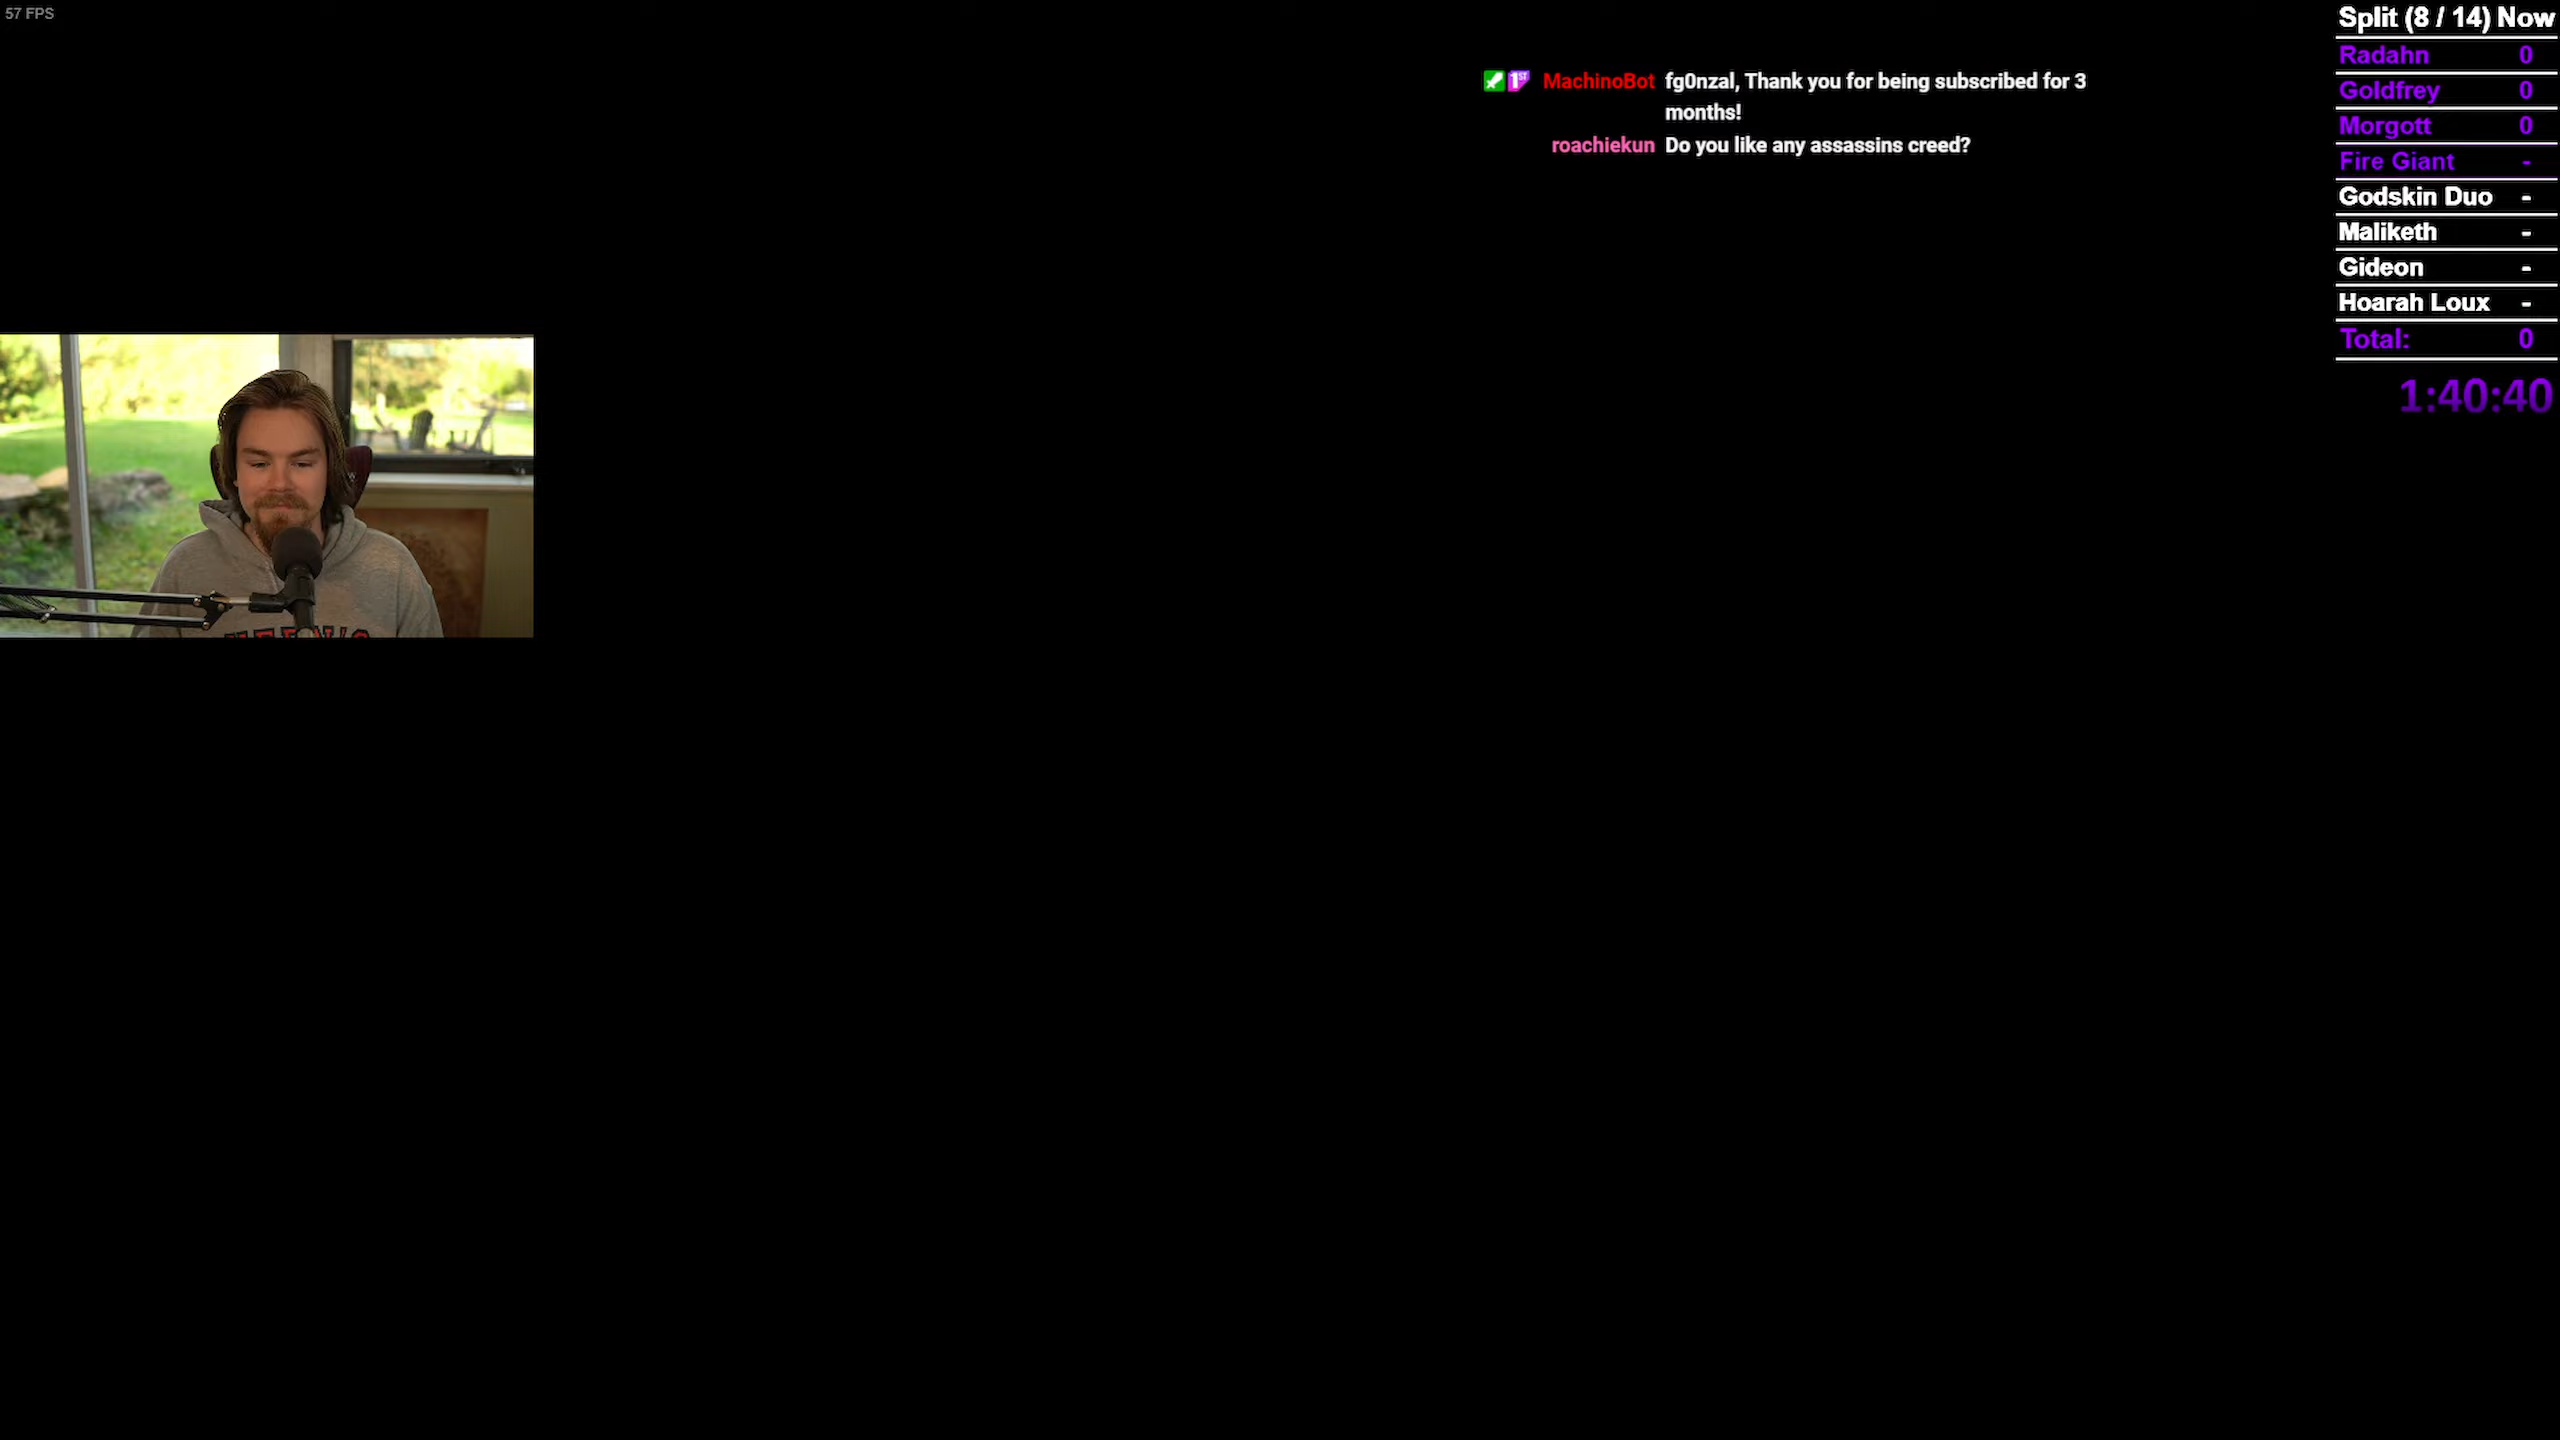 57 FPS
Split (8 / 14) Now
Radahn 0
Goldfrey 0
Morgott 0
Fire Giant -
Godskin Duo -
Maliketh -
Gideon -
Hoarah Loux -
Total: 0
1:40:40
MachinoBot fg0nzal, Thank you for being subscribed for 3
months!
roachiekun Do you like any assassins creed?